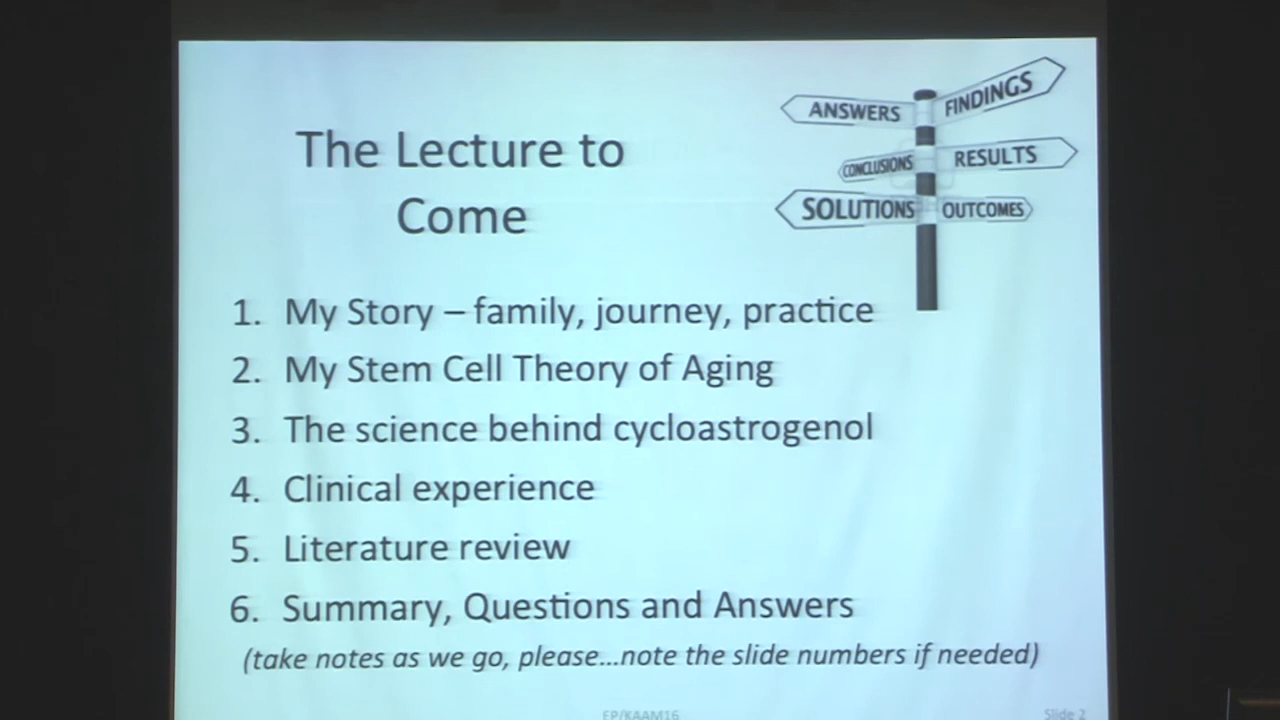 The Lecture to
Come
ANSWERS
FINDINGS
CONCLUSIONS
RESULTS
SOLUTIONS
OUTCOMES
1. My Story – family, journey, practice
2. My Stem Cell Theory of Aging
3. The science behind cycloastrogenol
4. Clinical experience
5. Literature review
6. Summary, Questions and Answers
(take notes as we go, please...note the slide numbers if needed)
EP/KAAM16
Slide 2